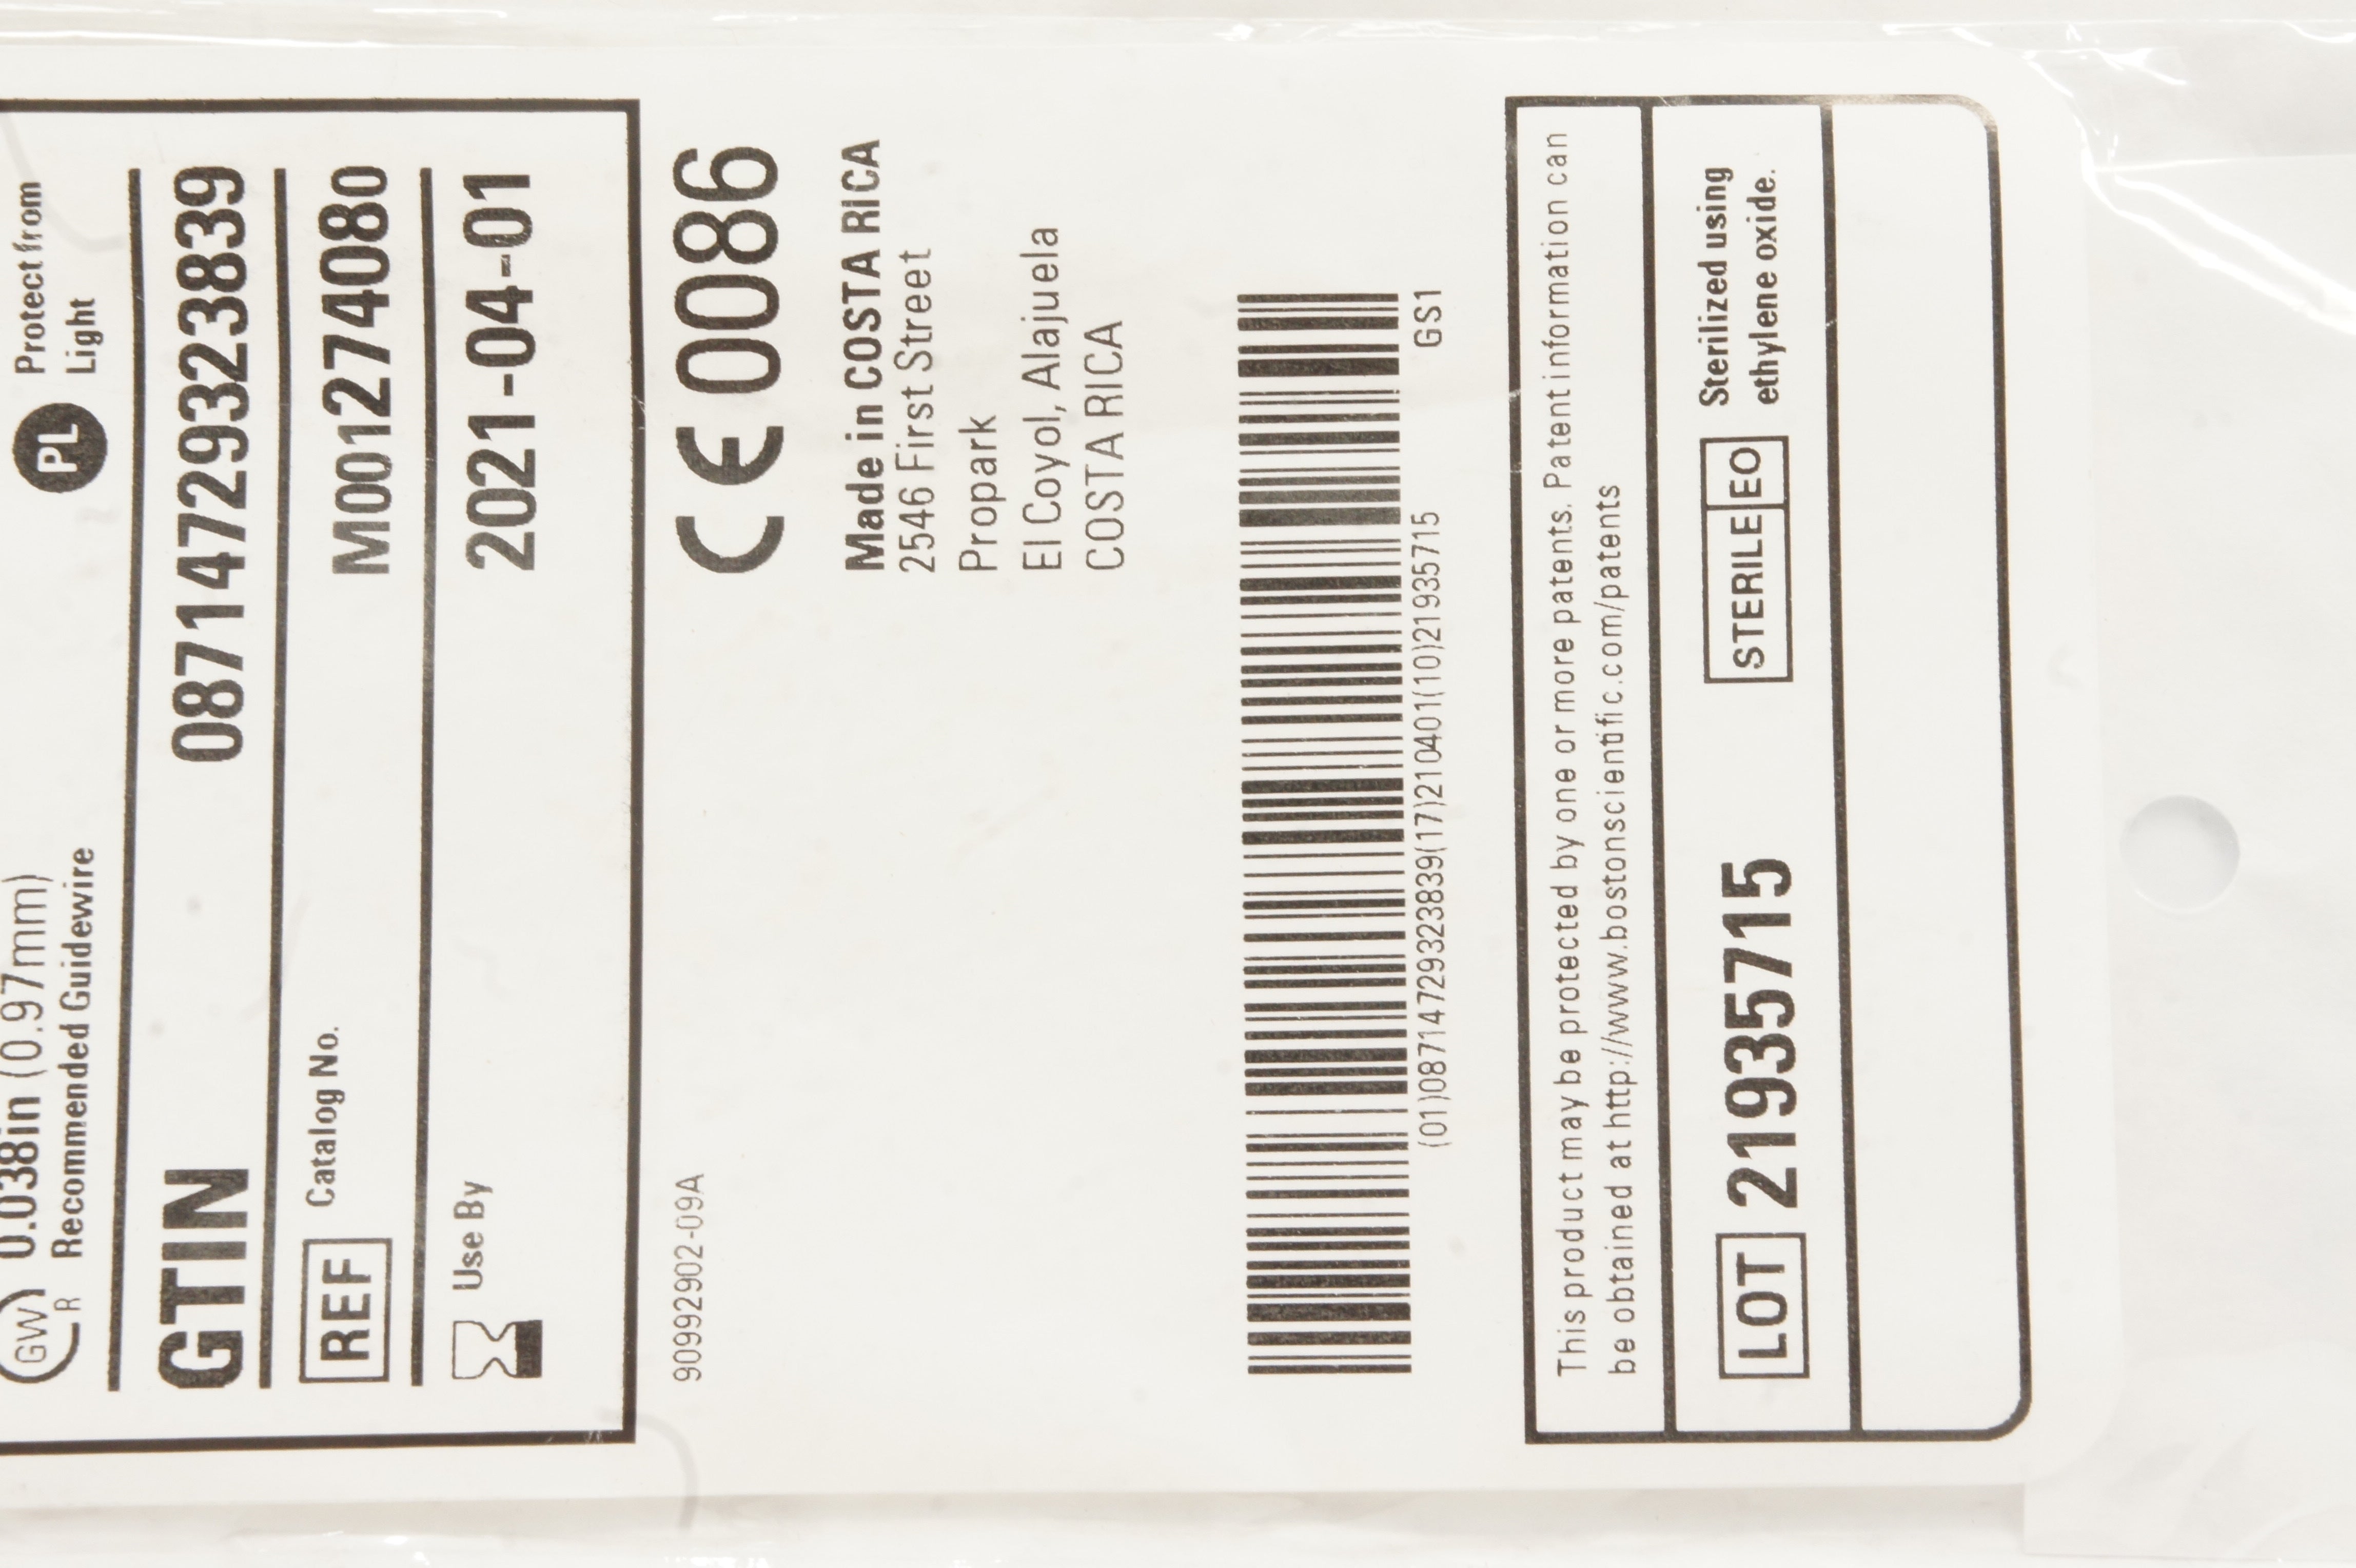 GW R 0.038in (0.97mm)
Recommended Guidewire
PL Protect from
Light
GTIN 08714729323839
REF Catalog No. M001274080
Use By 2021-04-01
90992902-09A
CE 0086
Made in COSTA RICA
2546 First Street
Propark
El Coyol, Alajuela
COSTA RICA
(01)08714729323839(17)210401(10)21935715
GS1
This product may be protected by one or more patents. Patent information can
be obtained at http://www.bostonscientific.com/patents
LOT 21935715
STERILE EO Sterilized using
ethylene oxide.